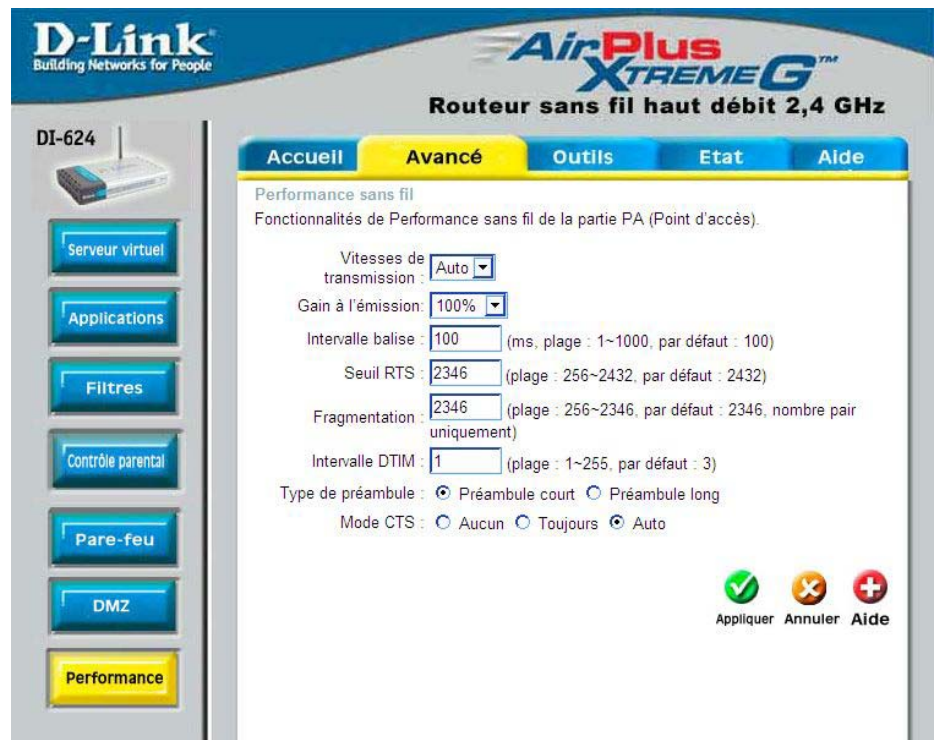 D-Link
Building Networks for People
AirPlus
XTREME G™
Routeur sans fil haut débit 2,4 GHz
DI-624
Accueil Avancé Outils Etat Aide
Serveur virtuel
Applications
Filtres
Contrôle parental
Pare-feu
DMZ
Performance
Performance sans fil
Fonctionnalités de Performance sans fil de la partie PA (Point d'accès).
Vitesses de
transmission : Auto
Gain à l'émission: 100%
Intervalle balise : 100 (ms, plage : 1~1000, par défaut : 100)
Seuil RTS : 2346 (plage : 256~2432, par défaut : 2432)
Fragmentation : 2346 (plage : 256~2346, par défaut : 2346, nombre pair
uniquement)
Intervalle DTIM : 1 (plage : 1~255, par défaut : 3)
Type de préambule : Préambule court Préambule long
Mode CTS : Aucun Toujours Auto
Appliquer Annuler Aide